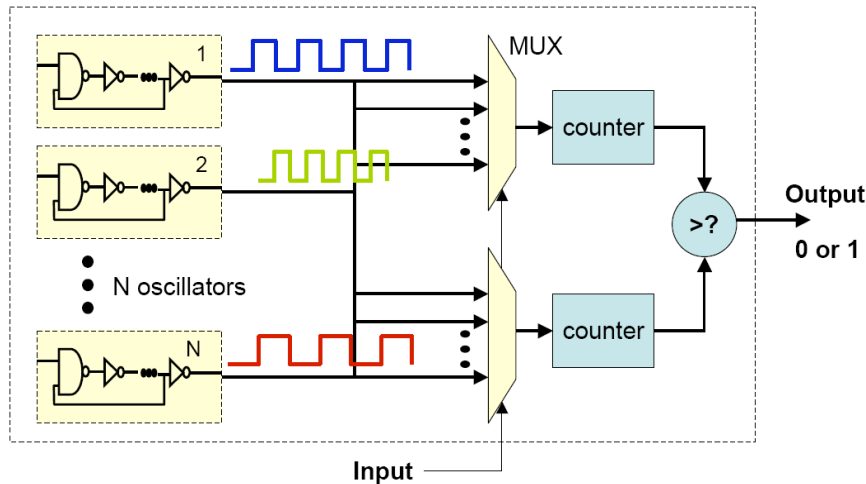 1
MUX
counter
2
Output
>?
0 or 1
N oscillators
counter
N
Input